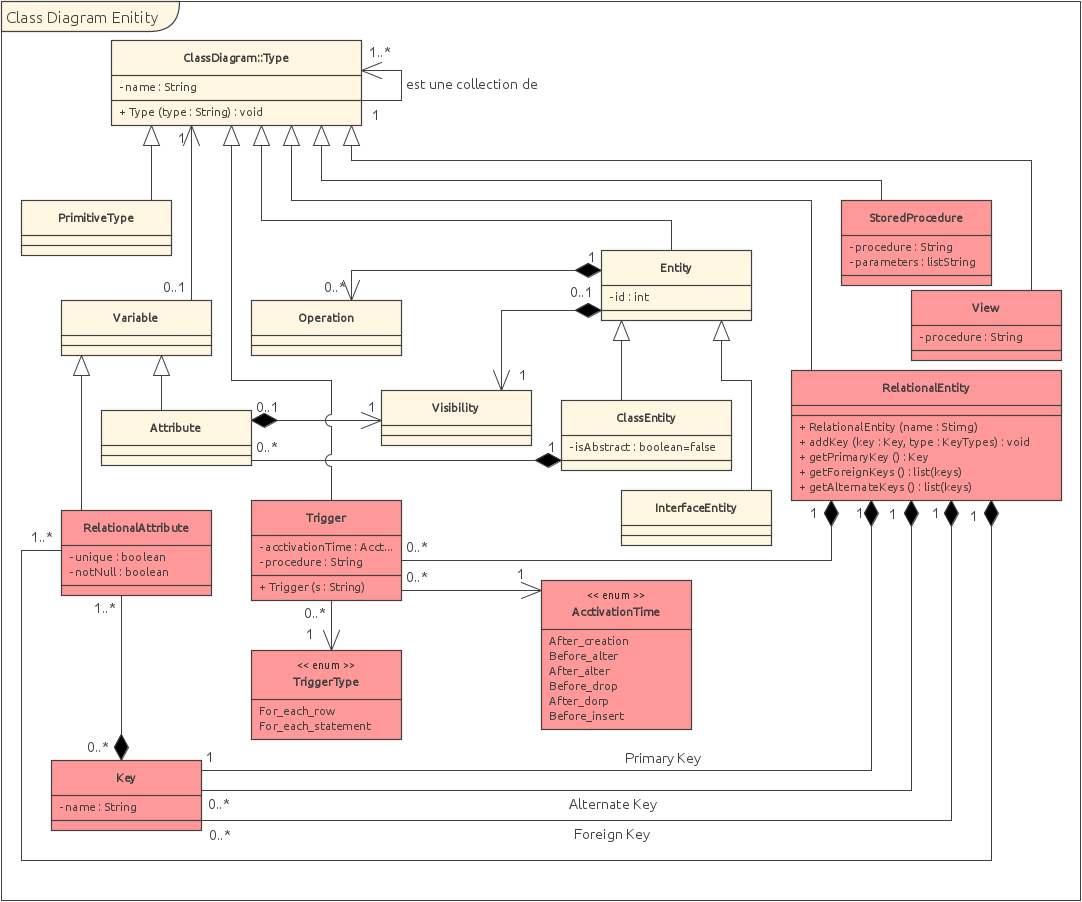 Class Diagram Enitity
ClassDiagram::Type
-name : String
+ Type (type : String) : void
1..*
est une collection de
1
1
PrimitiveType
StoredProcedure
-procedure : String
-parameters : listString
Entity
-id : int
1
0..1
0..*
0..1
Operation
Variable
View
-procedure : String
1
Visibility
RelationalEntity
+ RelationalEntity (name : Stirng)
+ addKey (key : Key, type : KeyTypes) : void
+ getPrimaryKey () : Key
+ getForeignKeys () : list(keys)
+ getAlternateKeys () : list(keys)
Attribute
0..1
1
0..*
1
ClassEntity
-isAbstract : boolean=false
InterfaceEntity
1
1
1
1
1
RelationalAttribute
-unique : boolean
-notNull : boolean
1..*
1..*
Trigger
-acctivationTime : Acct...
-procedure : String
+ Trigger (s : String)
0..*
0..*
1
<< enum >>
AcctivationTime
After_creation
Before_alter
After_alter
Before_drop
After_dorp
Before_insert
0..*
1
<< enum >>
TriggerType
For_each_row
For_each_statement
0..*
Key
-name : String
1
Primary Key
0..*
Alternate Key
0..*
Foreign Key